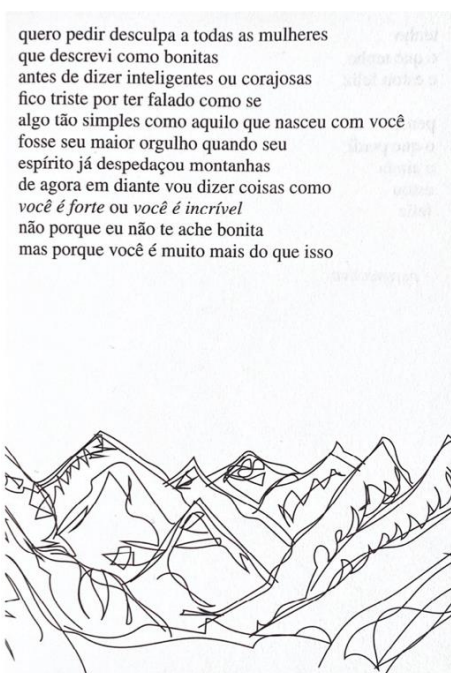 quero pedir desculpa a todas as mulheres
que descrevi como bonitas
antes de dizer inteligentes ou corajosas
fico triste por ter falado como se
algo tão simples como aquilo que nasceu com você
fosse seu maior orgulho quando seu
espírito já despedaçou montanhas
de agora em diante vou dizer coisas como
você é forte ou você é incrível
não porque eu não te ache bonita
mas porque você é muito mais do que isso